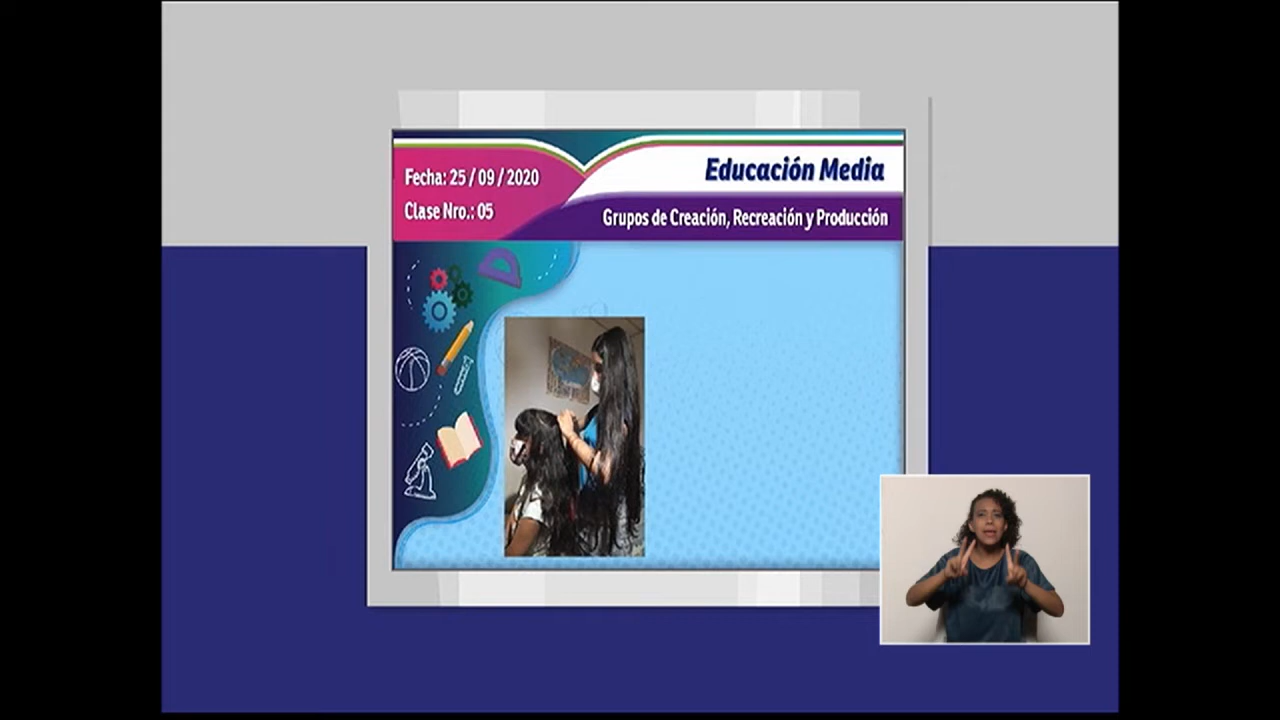 Fecha: 25 / 09 / 2020
Clase Nro.: 05
Educación Media
Grupos de Creación, Recreación y Producción